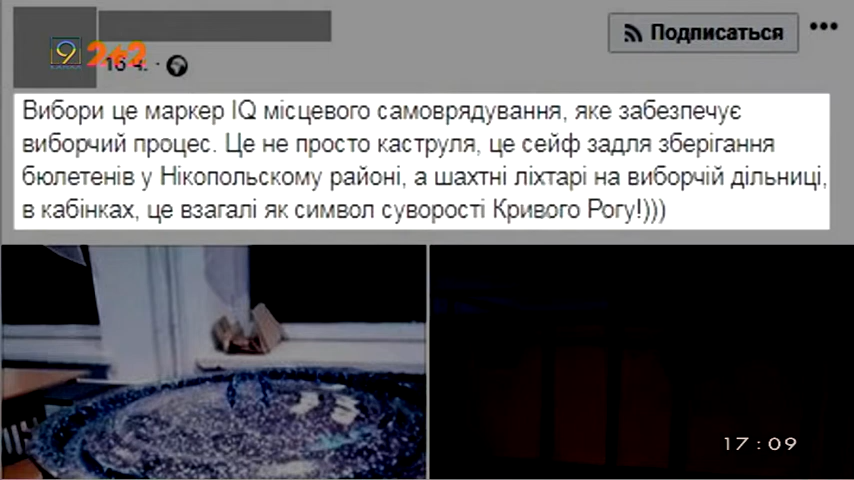 Подписаться
9
2+2
16 ч.
Вибори це маркер IQ місцевого самоврядування, яке забезпечує
виборчий процес. Це не просто каструля, це сейф задля зберігання
бюлетенів у Нікопольскому районі, а шахтні ліхтарі на виборчій дільниці,
в кабінках, це взагалі як символ суворості Кривого Рогу!)))
17:09